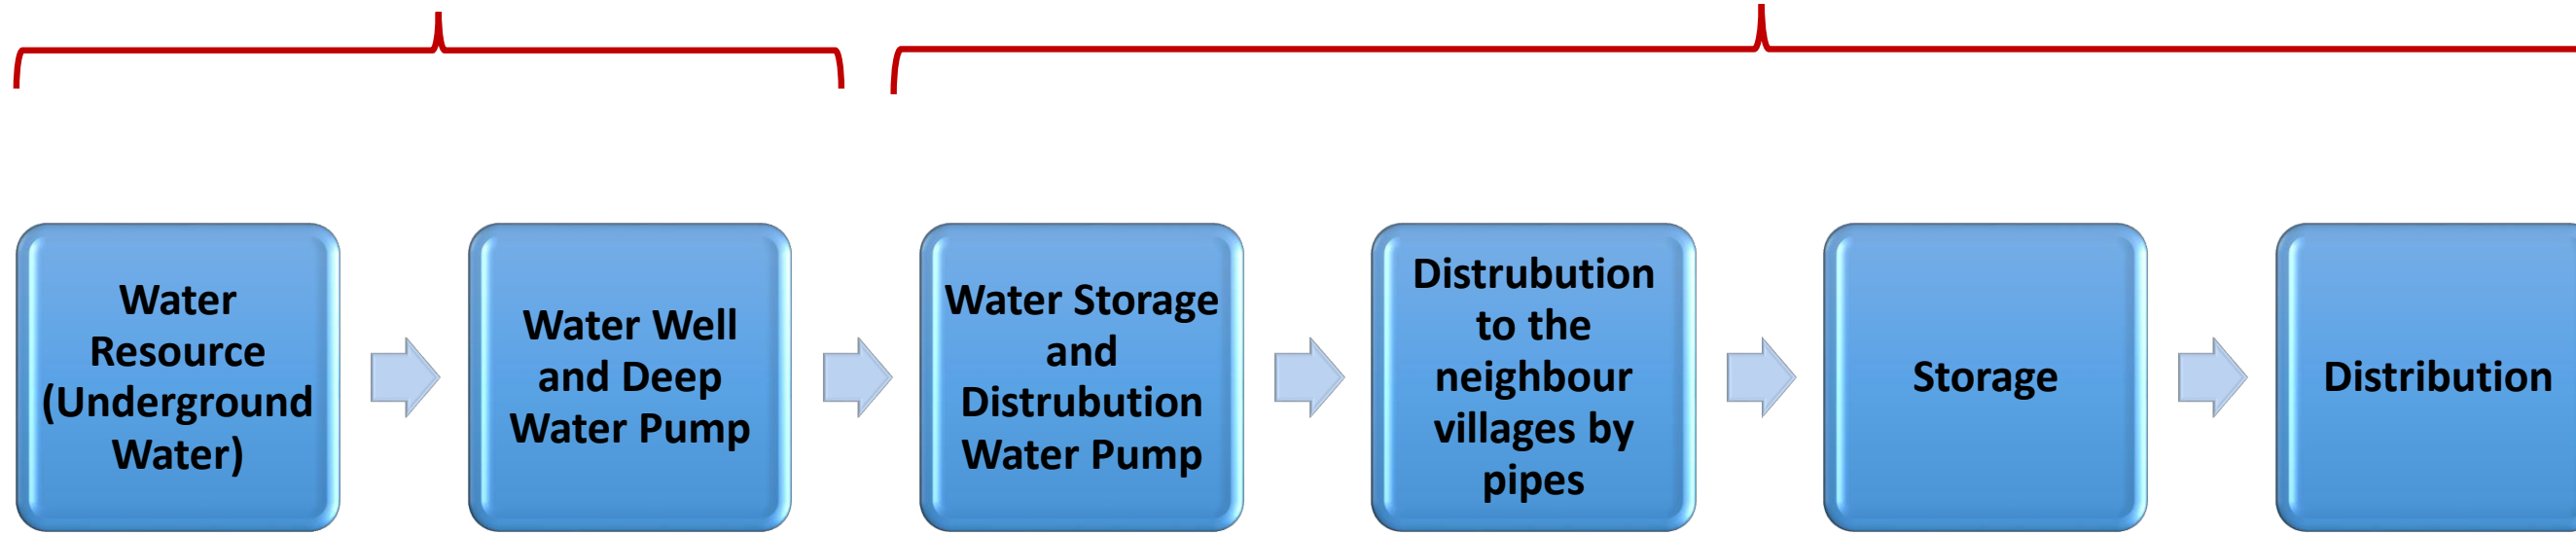 Water
Resource
(Underground
Water)
Water Well
and Deep
Water Pump
Water Storage
and
Distrubution
Water Pump
Distrubution
to the
neighbour
villages by
pipes
Storage
Distribution